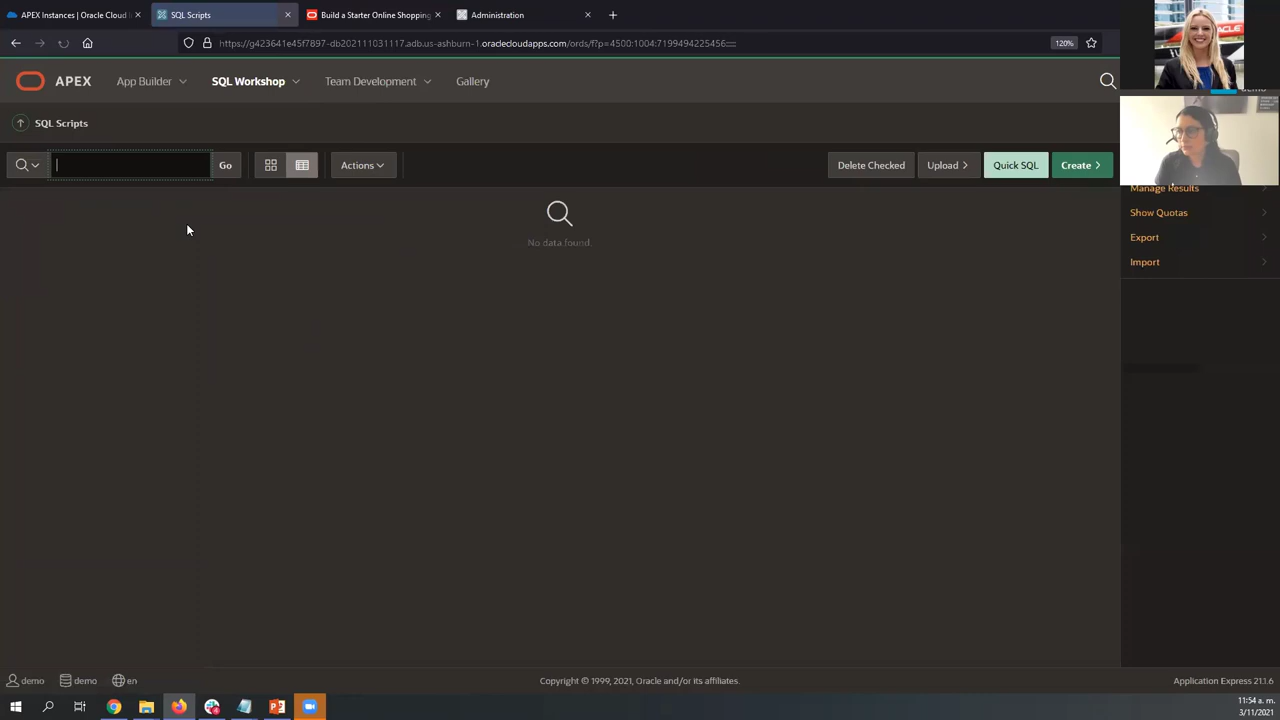 APEX Instances | Oracle Cloud I
SQL Scripts
Build a Starter Online Shopping
Administration
https://g423641e45f7897-db202111031117.adb.us-ashburn-1.oraclecloudapps.com/ords/f?p=4500:1004:7199494225456:::::
120%
APEX
App Builder
SQL Workshop
Team Development
Gallery
demo
SQL Scripts
Go
Actions
Delete Checked
Upload
Quick SQL
Create
Manage Results
Show Quotas
Export
Import
No data found.
demo
demo
en
Copyright © 1999, 2021, Oracle and/or its affiliates.
Application Express 21.1.6
11:54 a. m.
3/11/2021